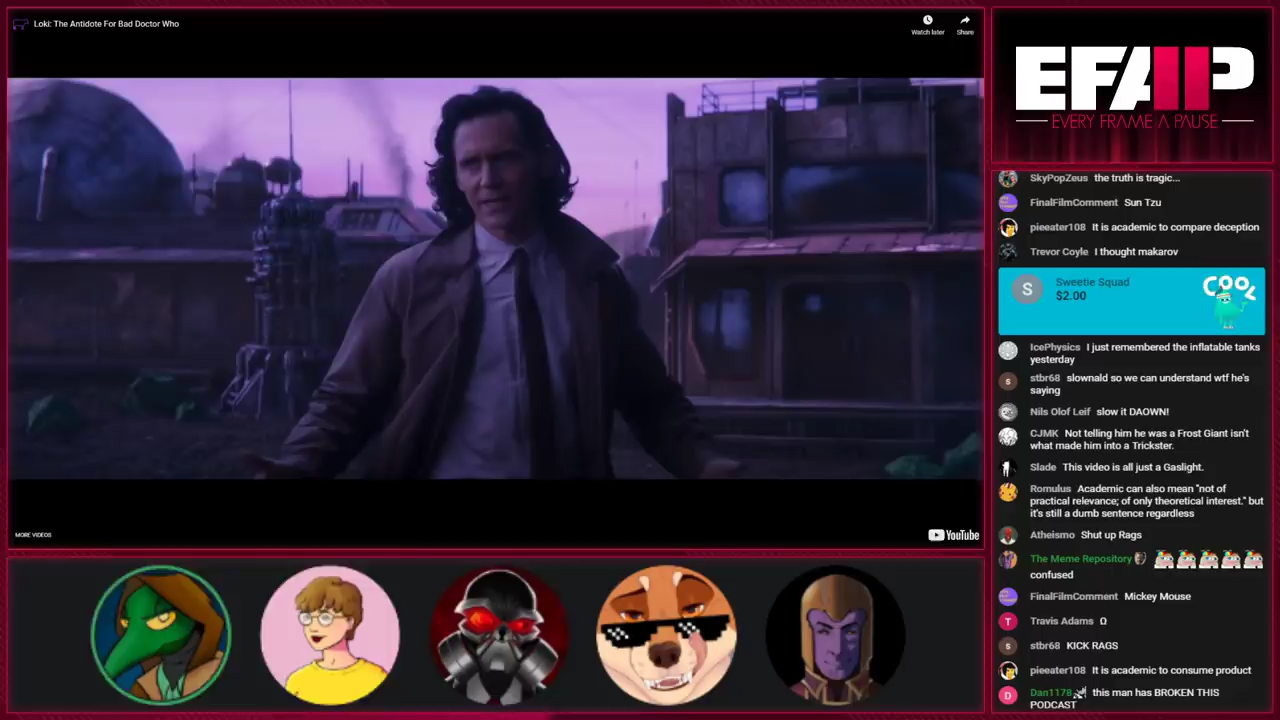 Loki: The Antidote For Bad Doctor Who
Watch later
Share
MORE VIDEOS
YouTube
EFAP
EVERY FRAME A PAUSE
SkyPopZeus the truth is tragic...
FinalFilmComment Sun Tzu
pieeater108 It is academic to compare deception
Trevor Coyle I thought makarov
S
Sweetie Squad
$2.00
COOL
IcePhysics I just remembered the inflatable tanks
yesterday
s
stbr68 slownald so we can understand wtf he's
saying
Nils Olof Leif slow it DAOWN!
CJMK Not telling him he was a Frost Giant isn't
what made him into a Trickster.
Slade This video is all just a Gaslight.
Romulus Academic can also mean "not of
practical relevance; of only theoretical interest." but
it's still a dumb sentence regardless
Atheismo Shut up Rags
The Meme Repository
confused
FinalFilmComment Mickey Mouse
T
Travis Adams Ω
s
stbr68 KICK RAGS
pieeater108 It is academic to consume product
D
Dan1178 this man has BROKEN THIS
PODCAST